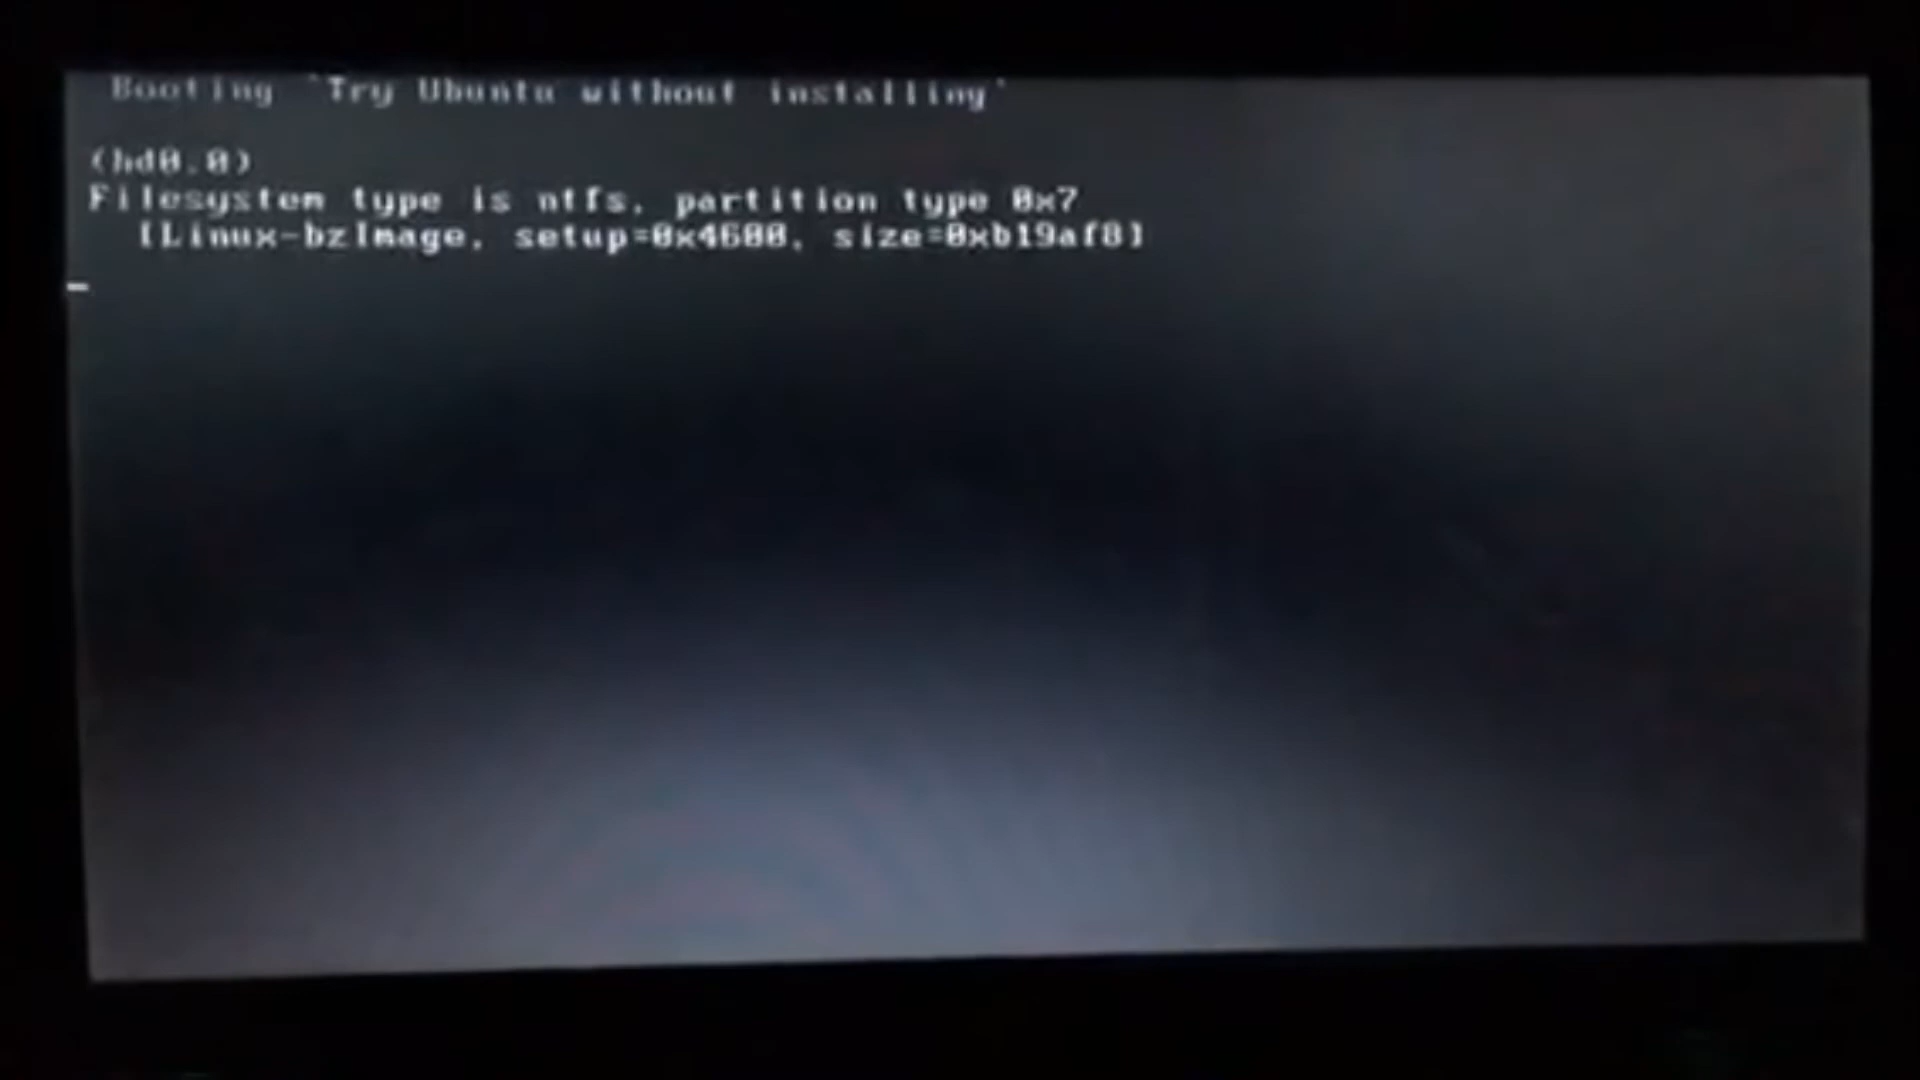 Booting `Try Ubuntu without installing'
(hd0,0)
Filesystem type is ntfs, partition type 0x7
[Linux-bzImage, setup=0x4600, size=0xb19af8]